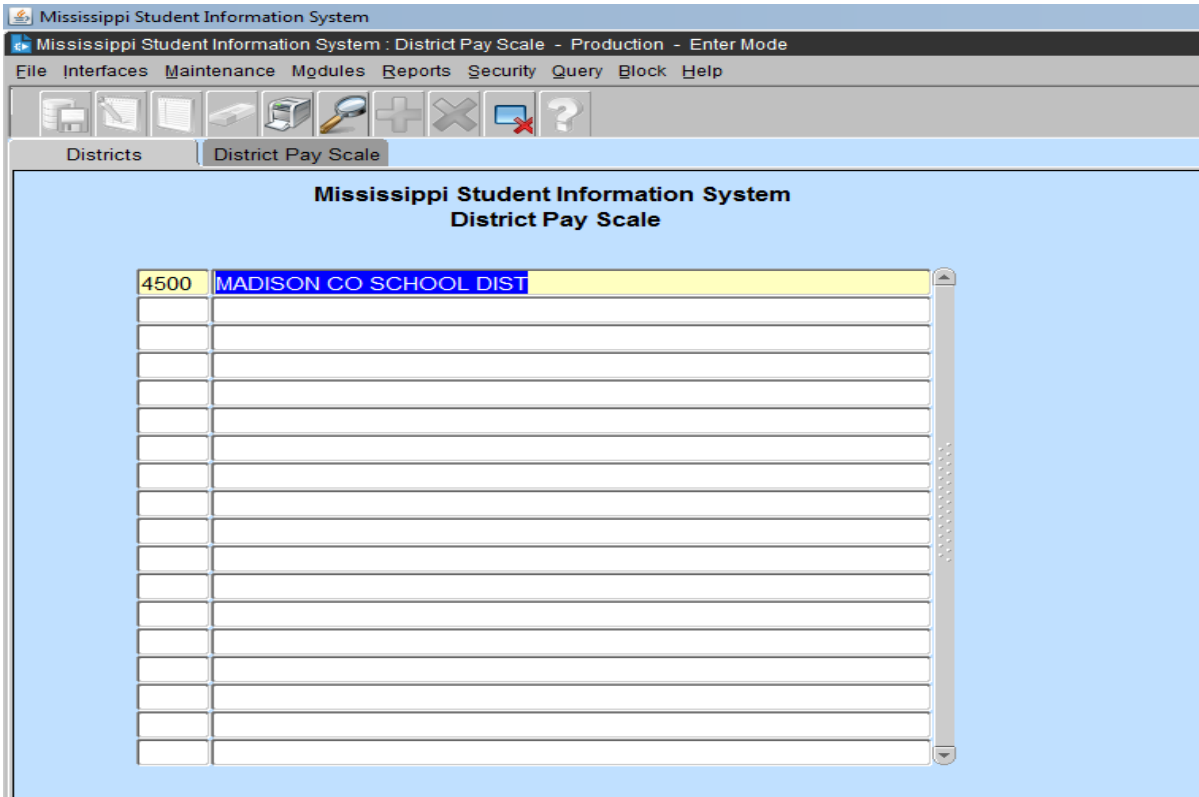 Mississippi Student Information System
Mississippi Student Information System : District Pay Scale - Production - Enter Mode
File Interfaces Maintenance Modules Reports Security Query Block Help
Districts District Pay Scale
Mississippi Student Information System
District Pay Scale
4500 MADISON CO SCHOOL DIST